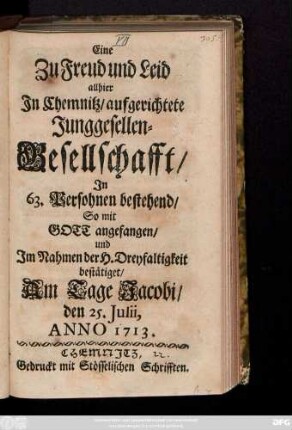 Eine
Zu Freud und Leid
allhier
In Chemnitz/ aufgerichtete
Junggesellen-
Gesellschafft/
In
63. Persohnen bestehend/
So mit
GOTT angefangen/
und
Im Nahmen der H. Dreyfaltigkeit
bestätiget/
Am Tage Jacobi/
den 25. Julii,
ANNO 1713.
CHEMNITZ,
Gedruckt mit Stösselischen Schrifften.